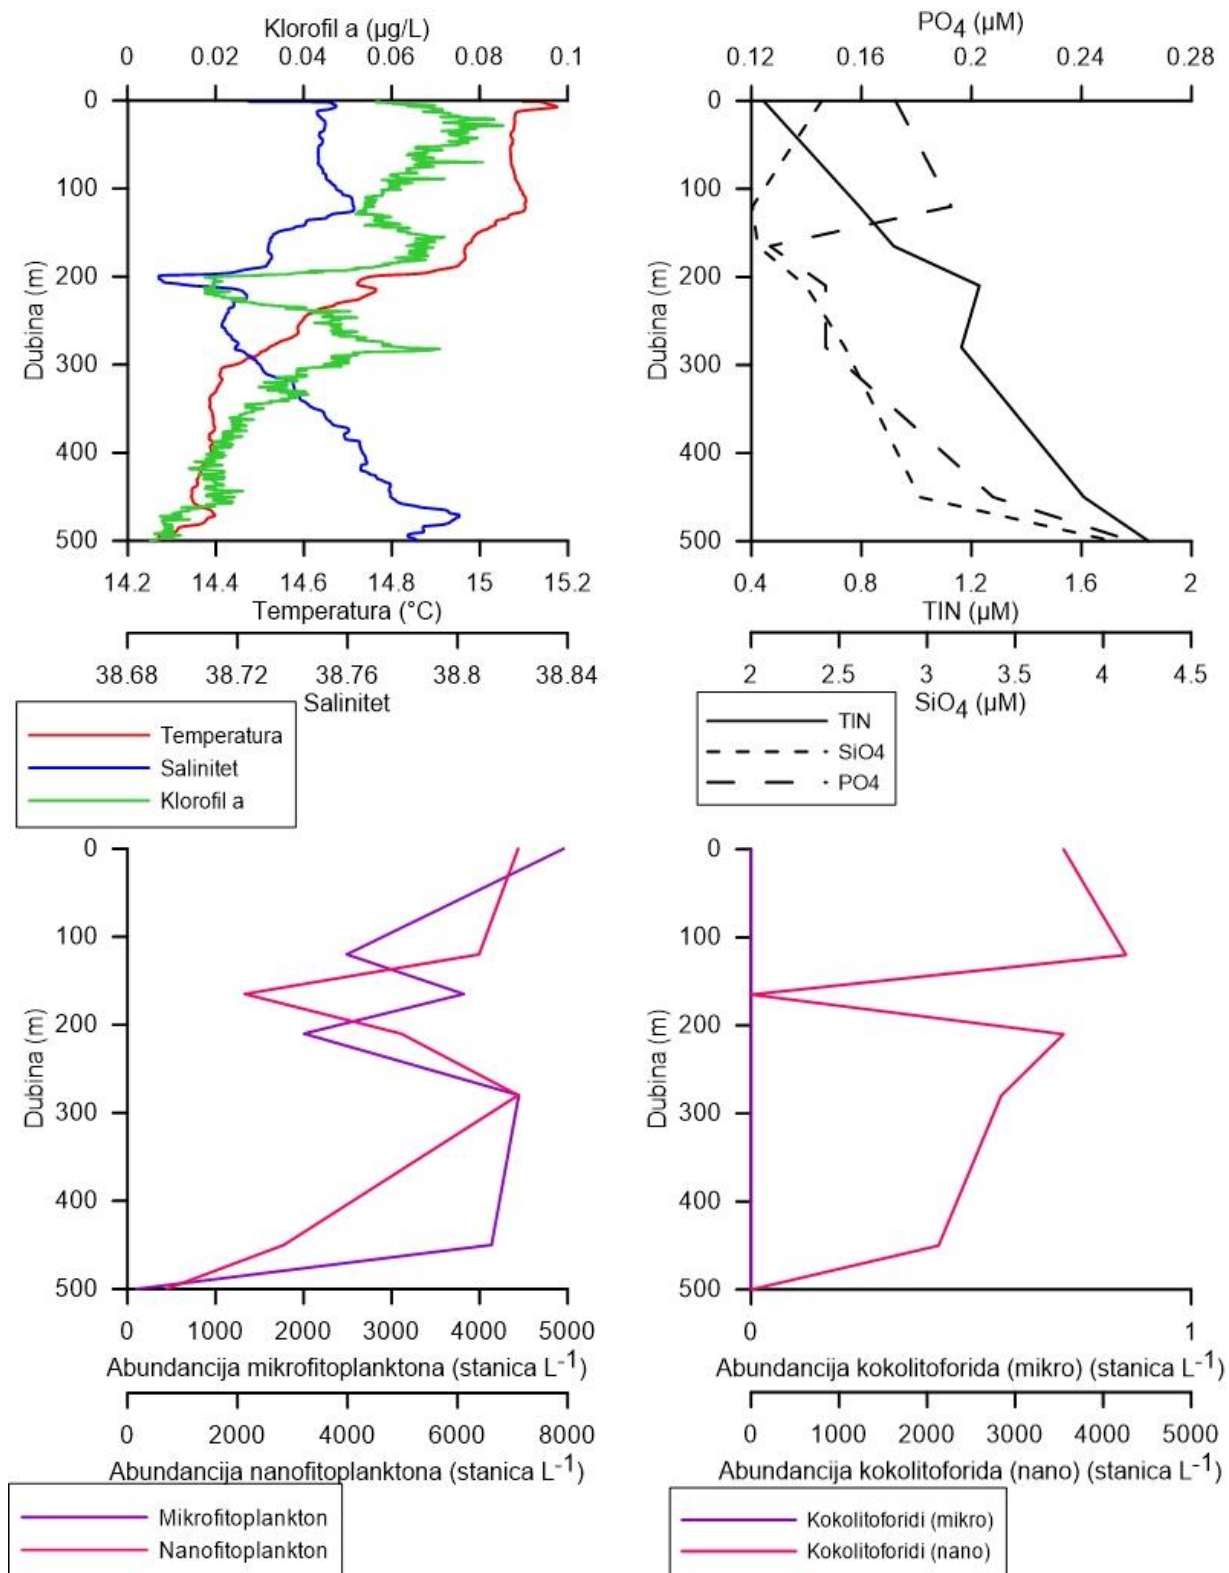 Klorofil a (µg/L)
0 0.02 0.04 0.06 0.08 0.1
0
100
200
300
400
500
Dubina (m)
14.2 14.4 14.6 14.8 15 15.2
Temperatura (°C)
38.68 38.72 38.76 38.8 38.84
Salinitet
Temperatura
Salinitet
Klorofil a
PO4 (µM)
0.12 0.16 0.2 0.24 0.28
0
100
200
300
400
500
Dubina (m)
0.4 0.8 1.2 1.6 2
TIN (µM)
2 2.5 3 3.5 4 4.5
SiO4 (µM)
TIN
SiO4
PO4
0
100
200
300
400
500
Dubina (m)
0 1000 2000 3000 4000 5000
Abundancija mikrofitoplanktona (stanica L-1)
0 2000 4000 6000 8000
Abundancija nanofitoplanktona (stanica L-1)
Mikrofitoplankton
Nanofitoplankton
0
100
200
300
400
500
Dubina (m)
0 1
Abundancija kokolitoforida (mikro) (stanica L-1)
0 1000 2000 3000 4000 5000
Abundancija kokolitoforida (nano) (stanica L-1)
Kokolitoforidi (mikro)
Kokolitoforidi (nano)